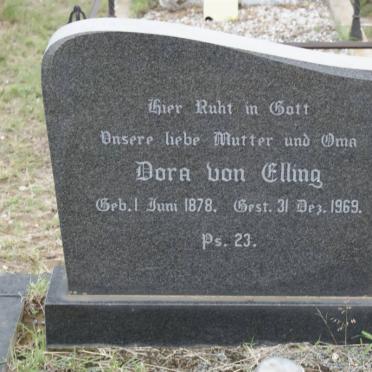 Hier Ruht in Gott
Unsere liebe Mutter und Oma
Dora von Elling
Geb. 1 Juni 1878. Gest. 31 Dez. 1969.
Ps. 23.